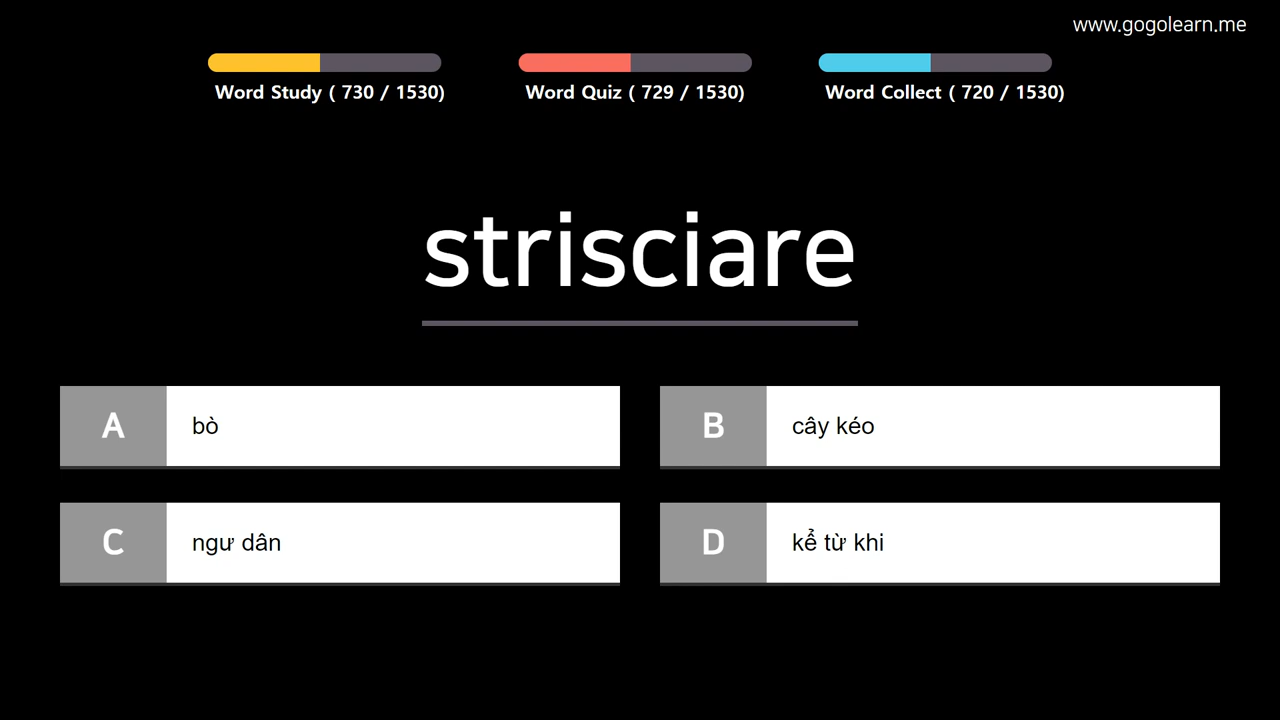 www.gogolearn.me
Word Study ( 730 / 1530)
Word Quiz ( 729 / 1530)
Word Collect ( 720 / 1530)
strisciare
A bò
B cây kéo
C ngư dân
D kể từ khi